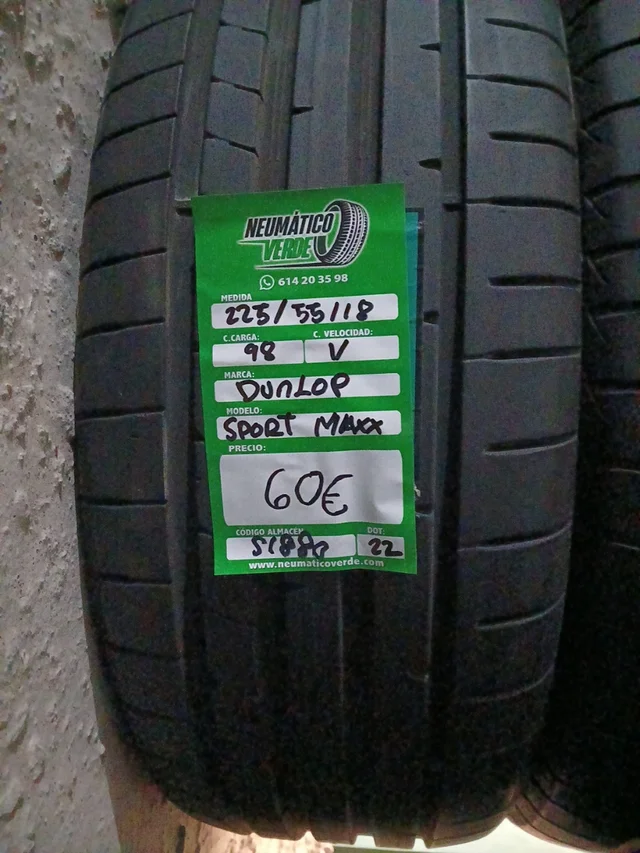 NEUMÁTICO
VERDE
614 20 35 98
MEDIDA
225/55/18
C.CARGA: C. VELOCIDAD:
98 V
MARCA:
DUNLOP
MODELO:
SPORT MAXX
PRECIO:
60€
CÓDIGO ALMACEN DOT:
22
www.neumaticoverde.com